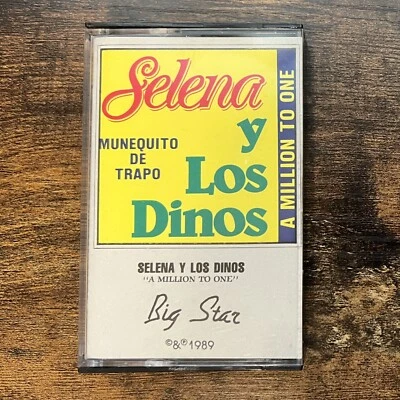 Selena
y
Los
Dinos
MUNEQUITO
DE
TRAPO
A MILLION TO ONE
SELENA Y LOS DINOS
"A MILLION TO ONE"
Big Star
©&℗1989